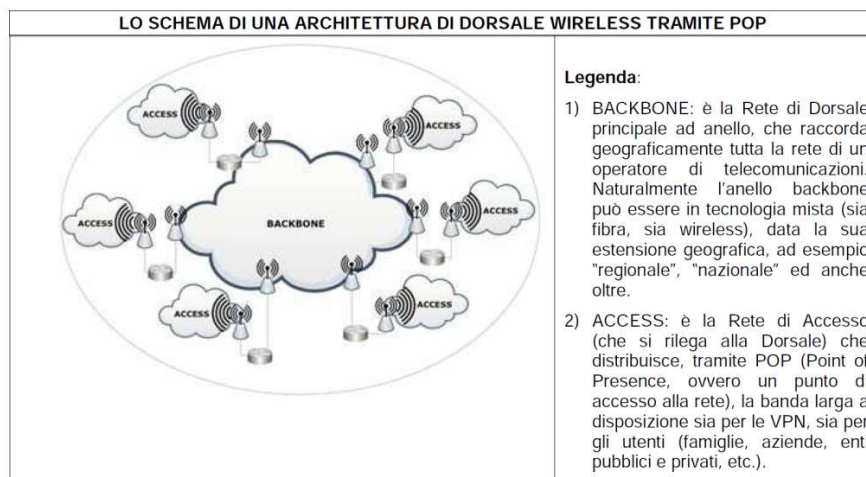 LO SCHEMA DI UNA ARCHITETTURA DI DORSALE WIRELESS TRAMITE POP
ACCESS
ACCESS
ACCESS
BACKBONE
ACCESS
ACCESS
ACCESS
Legenda:
1) BACKBONE: è la Rete di Dorsale
principale ad anello, che raccorda
geograficamente tutta la rete di un
operatore di telecomunicazioni.
Naturalmente l'anello backbone
può essere in tecnologia mista (sia
fibra, sia wireless), data la sua
estensione geografica, ad esempio
"regionale", "nazionale" ed anche
oltre.
2) ACCESS: è la Rete di Accesso
(che si rilega alla Dorsale) che
distribuisce, tramite POP (Point of
Presence, ovvero un punto d
accesso alla rete), la banda larga a
disposizione sia per le VPN, sia per
gli utenti (famiglie, aziende, ent
pubblici e privati, etc.).